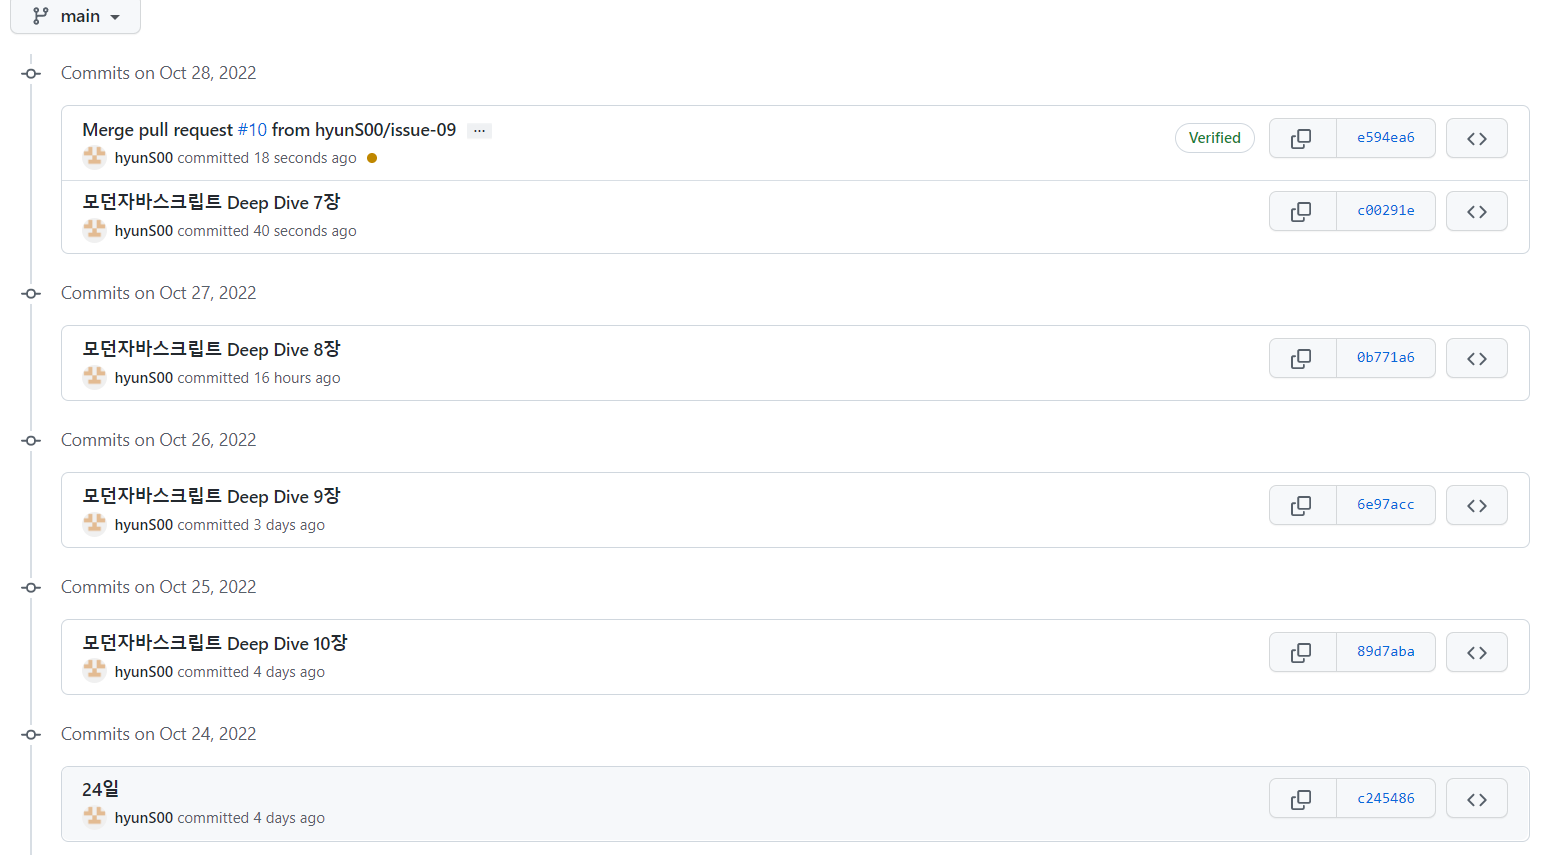 main
Commits on Oct 28, 2022
Merge pull request #10 from hyunS00/issue-09 ...
Verified
e594ea6
hyunS00 committed 18 seconds ago
모던자바스크립트 Deep Dive 7장
c00291e
hyunS00 committed 40 seconds ago
Commits on Oct 27, 2022
모던자바스크립트 Deep Dive 8장
0b771a6
hyunS00 committed 16 hours ago
Commits on Oct 26, 2022
모던자바스크립트 Deep Dive 9장
6e97acc
hyunS00 committed 3 days ago
Commits on Oct 25, 2022
모던자바스크립트 Deep Dive 10장
89d7aba
hyunS00 committed 4 days ago
Commits on Oct 24, 2022
24일
c245486
hyunS00 committed 4 days ago